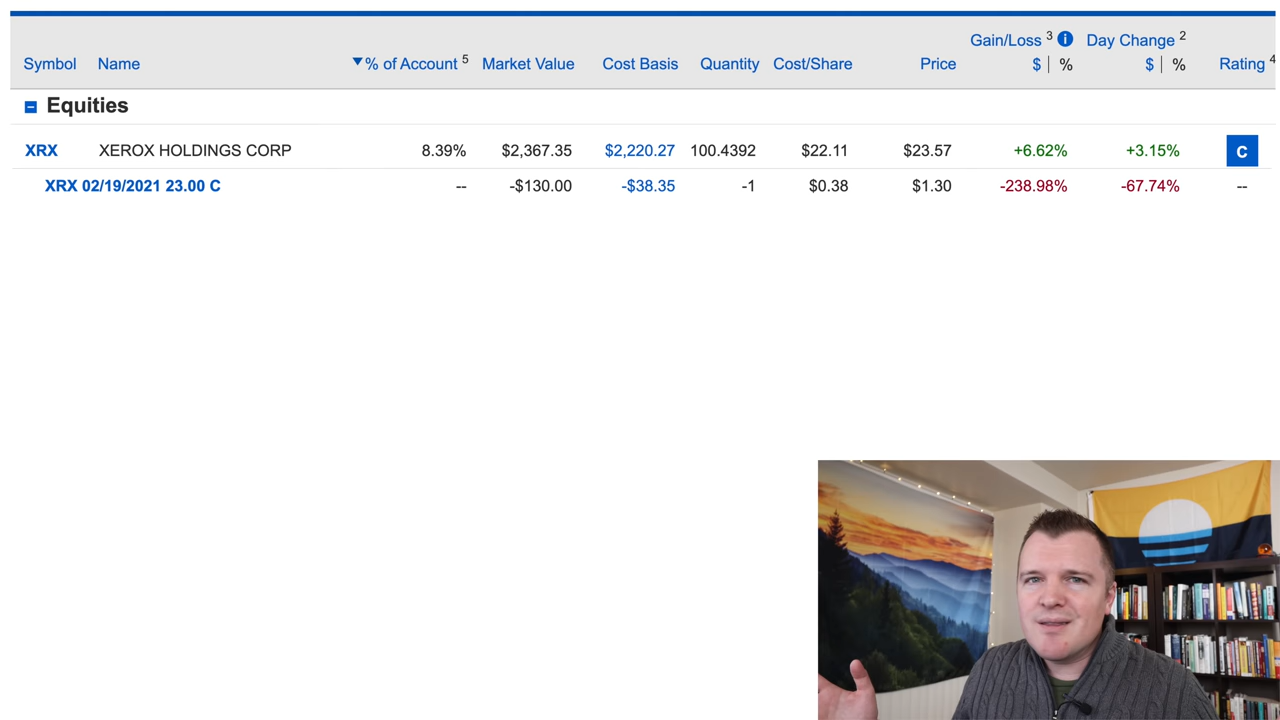 Gain/Loss 3 i Day Change 2
Symbol Name ▼% of Account 5 Market Value Cost Basis Quantity Cost/Share Price $ | % $ | % Rating 4
Equities
XRX XEROX HOLDINGS CORP 8.39% $2,367.35 $2,220.27 100.4392 $22.11 $23.57 +6.62% +3.15% C
XRX 02/19/2021 23.00 C -- -$130.00 -$38.35 -1 $0.38 $1.30 -238.98% -67.74% --